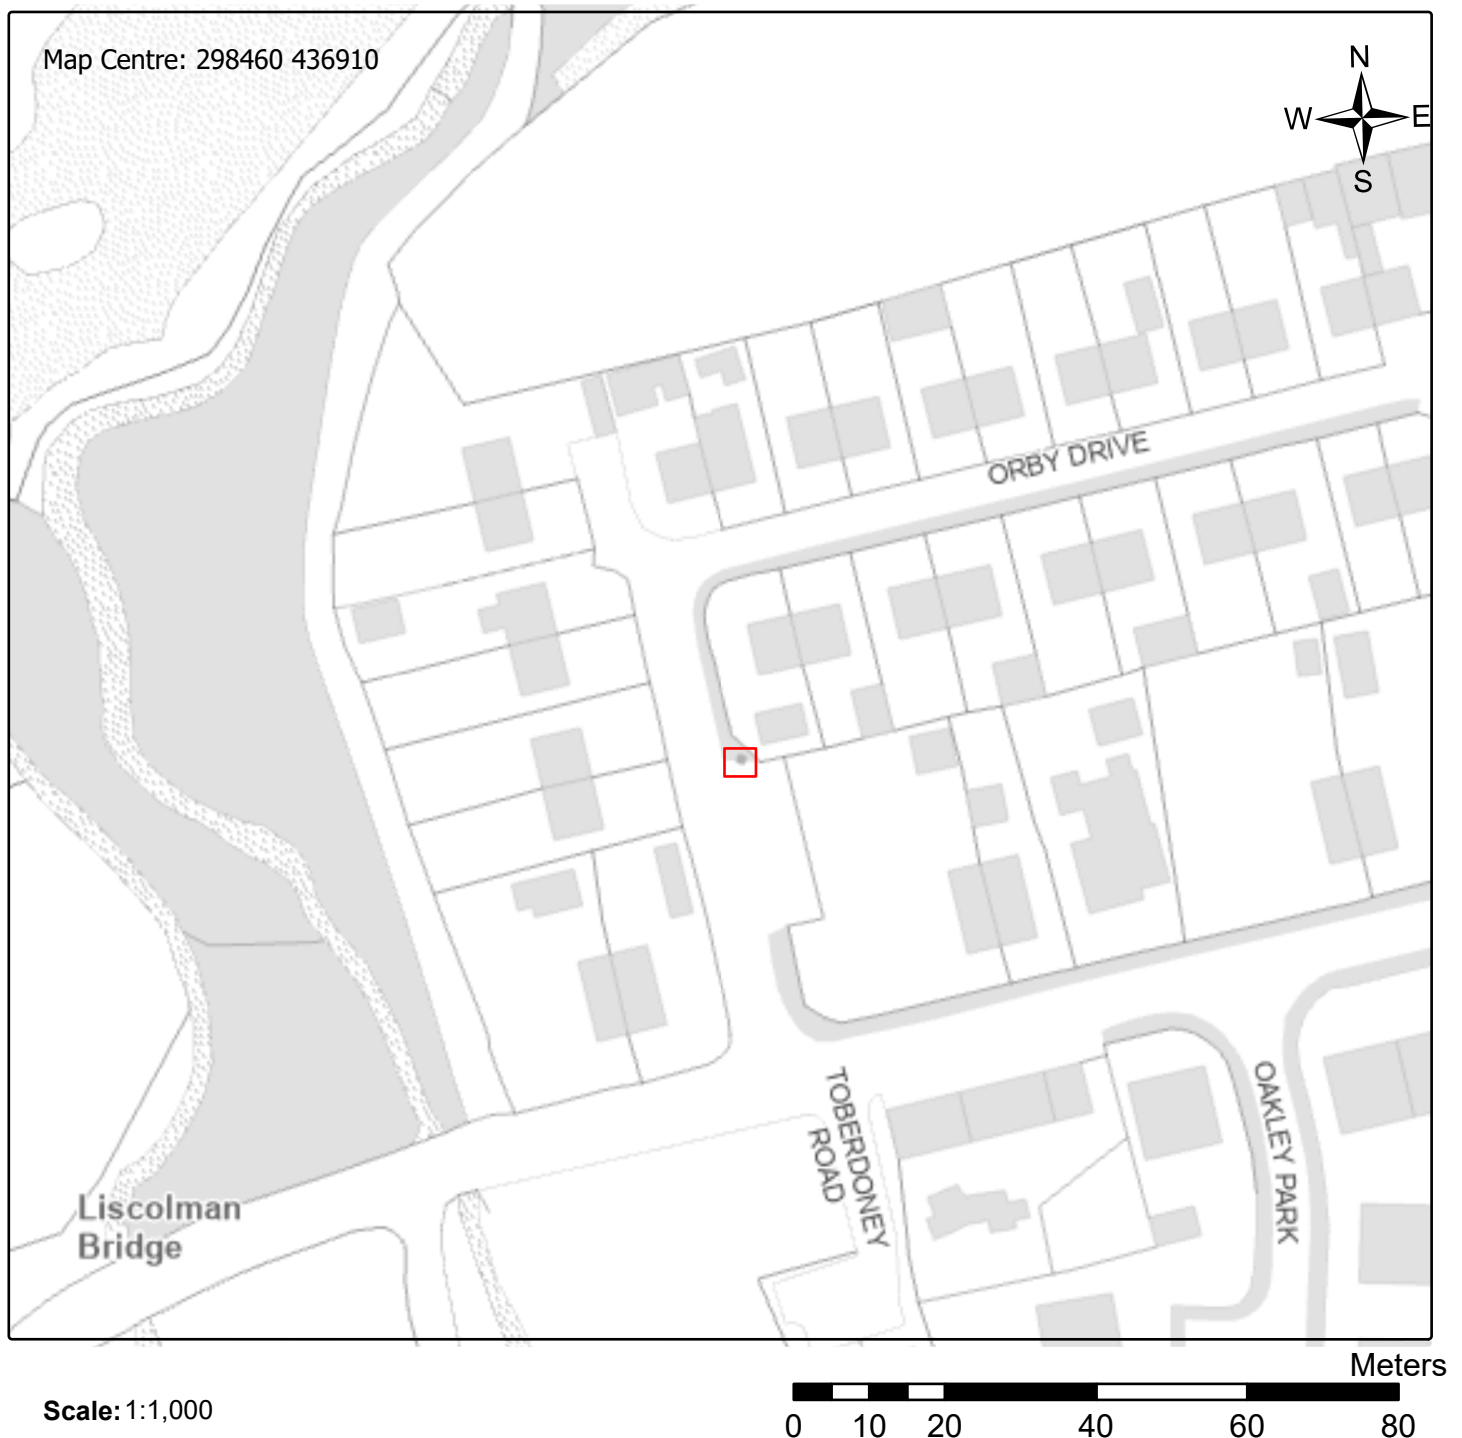 Map Centre: 298460 436910
N
W E
S
ORBY DRIVE
TOBERDONEY
ROAD
OAKLEY PARK
Liscolman
Bridge
Meters
Scale: 1:1,000
0 10 20 40 60 80